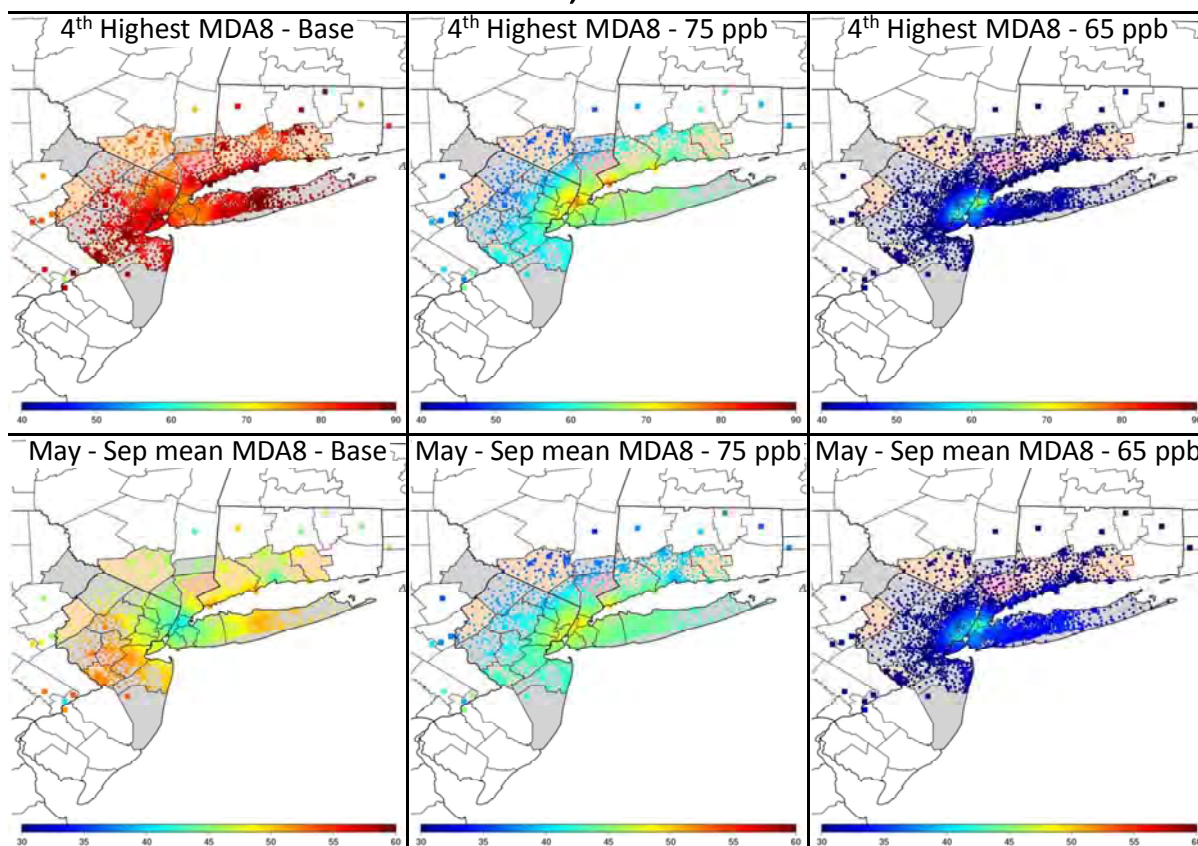 4th Highest MDA8 - Base
4th Highest MDA8 - 75 ppb
4th Highest MDA8 - 65 ppb
40 50 60 70 80 90
40 50 60 70 80 90
40 50 60 70 80 90
May - Sep mean MDA8 - Base
May - Sep mean MDA8 - 75 ppb
May - Sep mean MDA8 - 65 ppb
30 35 40 45 50 55 60
30 35 40 45 50 55 60
30 35 40 45 50 55 60